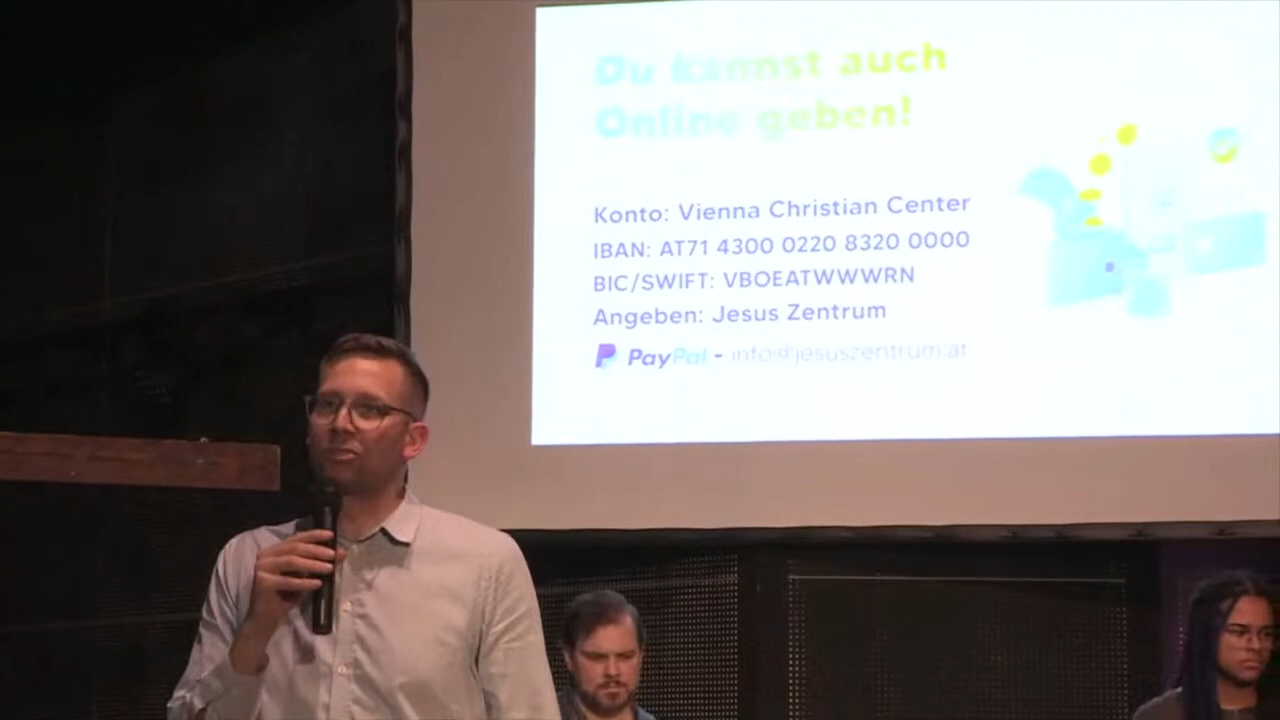 Du kannst auch
Online geben!
Konto: Vienna Christian Center
IBAN: AT71 4300 0220 8320 0000
BIC/SWIFT: VBOEATWWWRN
Angeben: Jesus Zentrum
PayPal - info@jesuszentrum.at